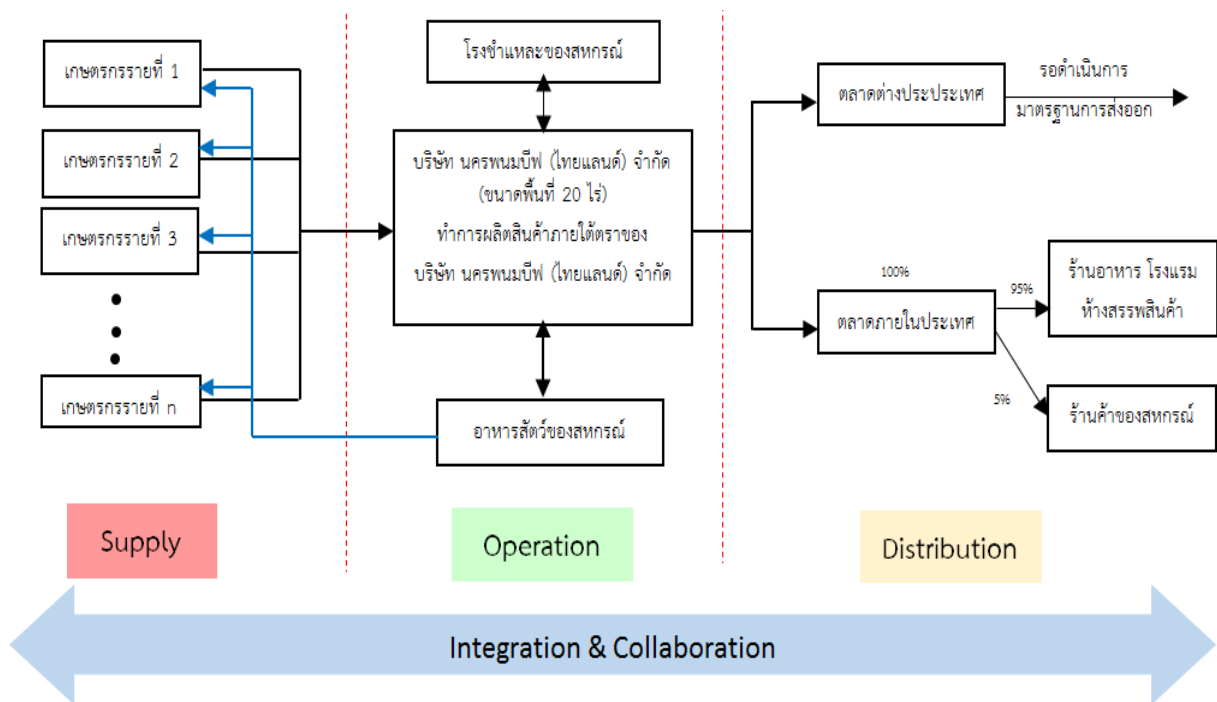 เกษตรกรรายที่ 1
เกษตรกรรายที่ 2
เกษตรกรรายที่ 3
เกษตรกรรายที่ n
โรงชำแหละของสหกรณ์
บริษัท นครพนมบีฟ (ไทยแลนด์) จำกัด
(ขนาดพื้นที่ 20 ไร่)
ทำการผลิตสินค้าภายใต้ตราของ
บริษัท นครพนมบีฟ (ไทยแลนด์) จำกัด
อาหารสัตว์ของสหกรณ์
ตลาดต่างประประเทศ
รอดำเนินการ
มาตรฐานการส่งออก
100%
ตลาดภายในประเทศ
95%
ร้านอาหาร โรงแรม
ห้างสรรพสินค้า
5%
ร้านค้าของสหกรณ์
Supply
Operation
Distribution
Integration & Collaboration